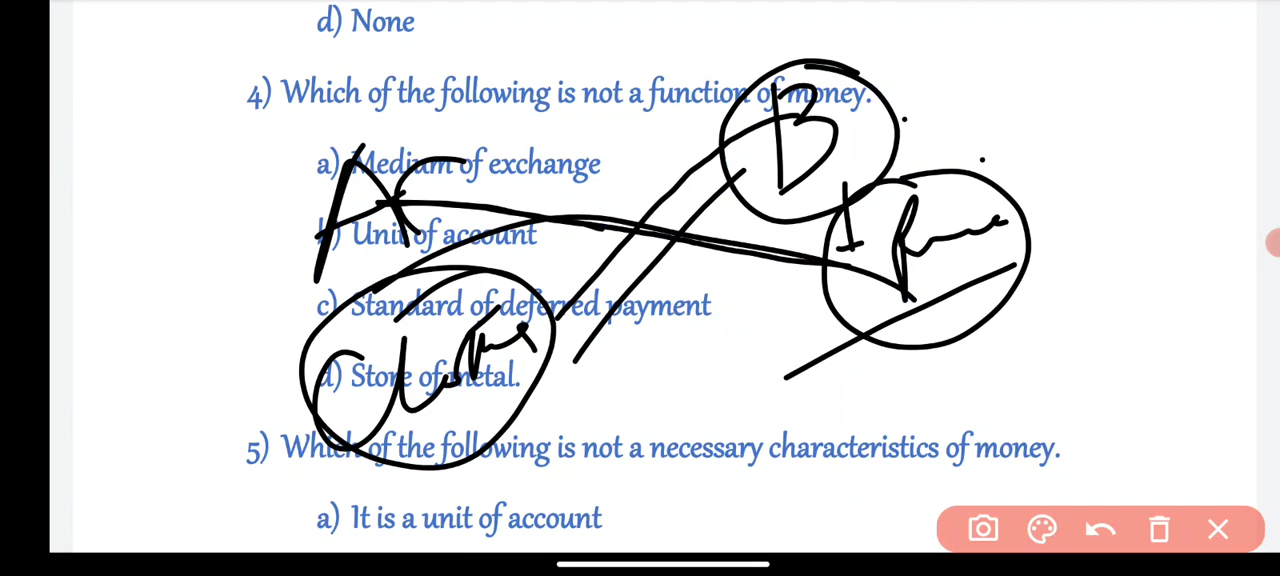 d) None
4) Which of the following is not a function of money.
a) Medium of exchange
b) Unit of account
c) Standard of deferred payment
d) Store of metal.
5) Which of the following is not a necessary characteristics of money.
a) It is a unit of account
A
B